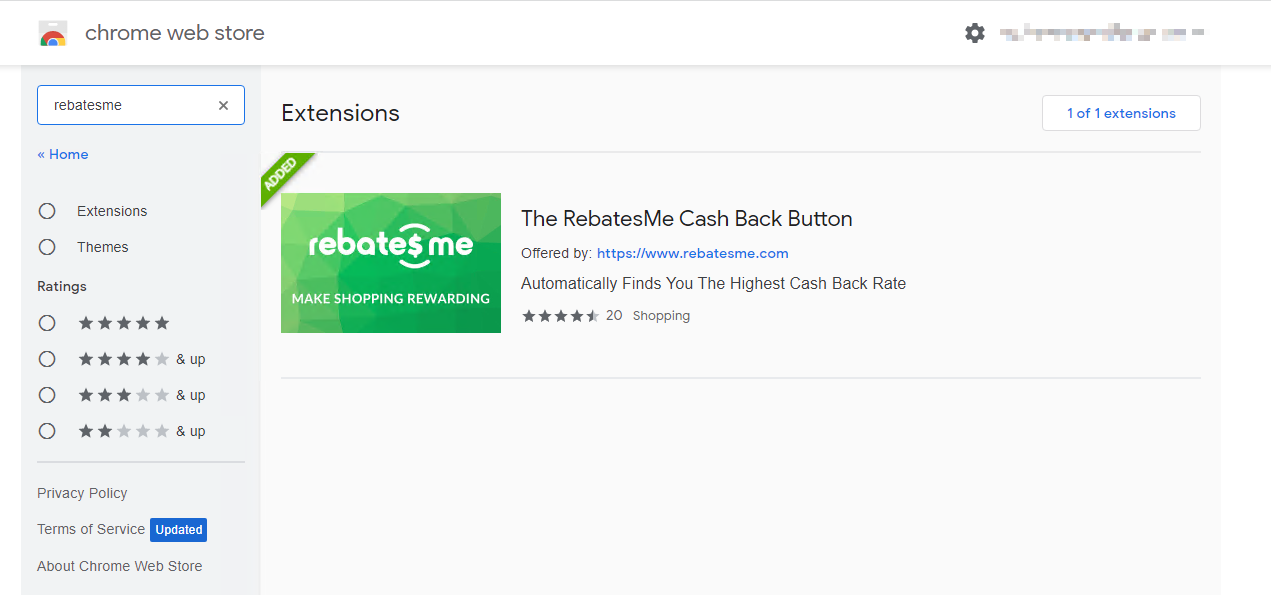 chrome web store
rebatesme
« Home
Extensions
Themes
Ratings
& up
& up
& up
Privacy Policy
Terms of Service Updated
About Chrome Web Store
Extensions
1 of 1 extensions
ADDED
rebate$ me
MAKE SHOPPING REWARDING
The RebatesMe Cash Back Button
Offered by: https://www.rebatesme.com
Automatically Finds You The Highest Cash Back Rate
20 Shopping